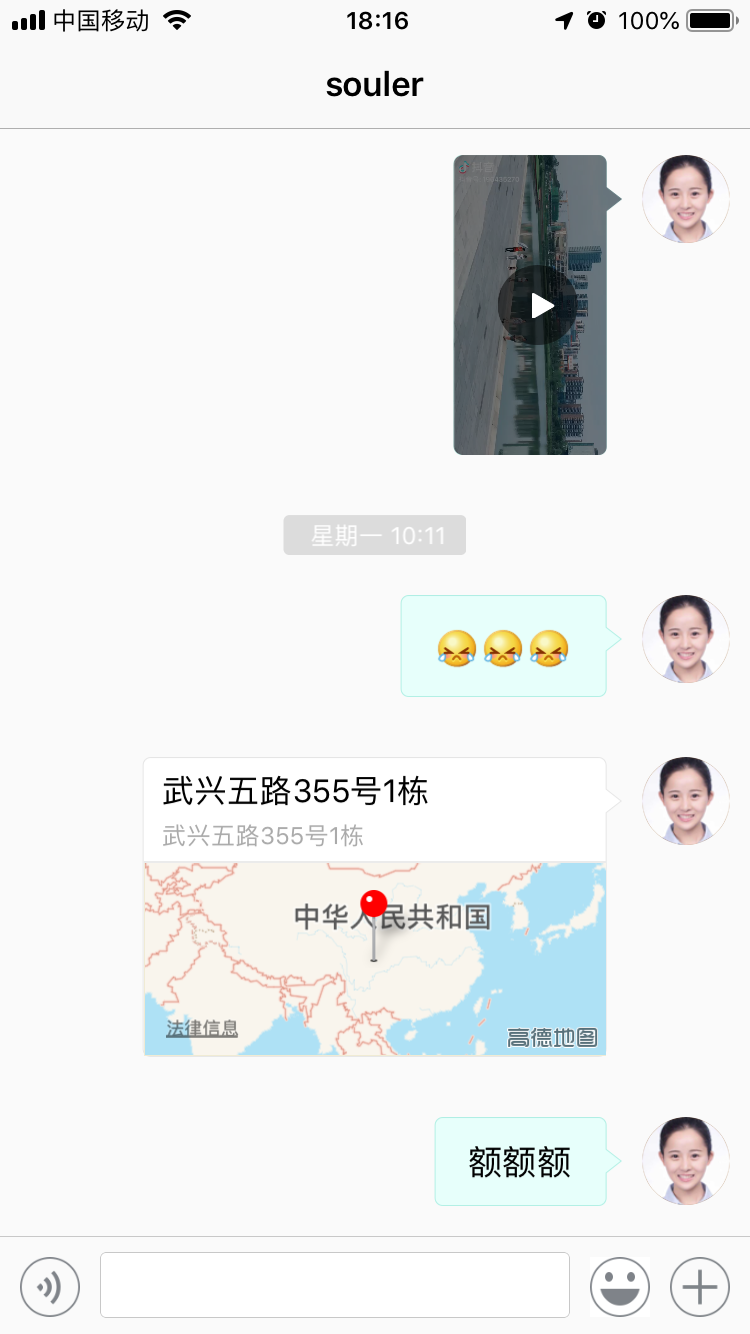 中国移动
18:16
100%
souler
星期一 10:11
武兴五路355号1栋
武兴五路355号1栋
中华人民共和国
法律信息
高德地图
额额额